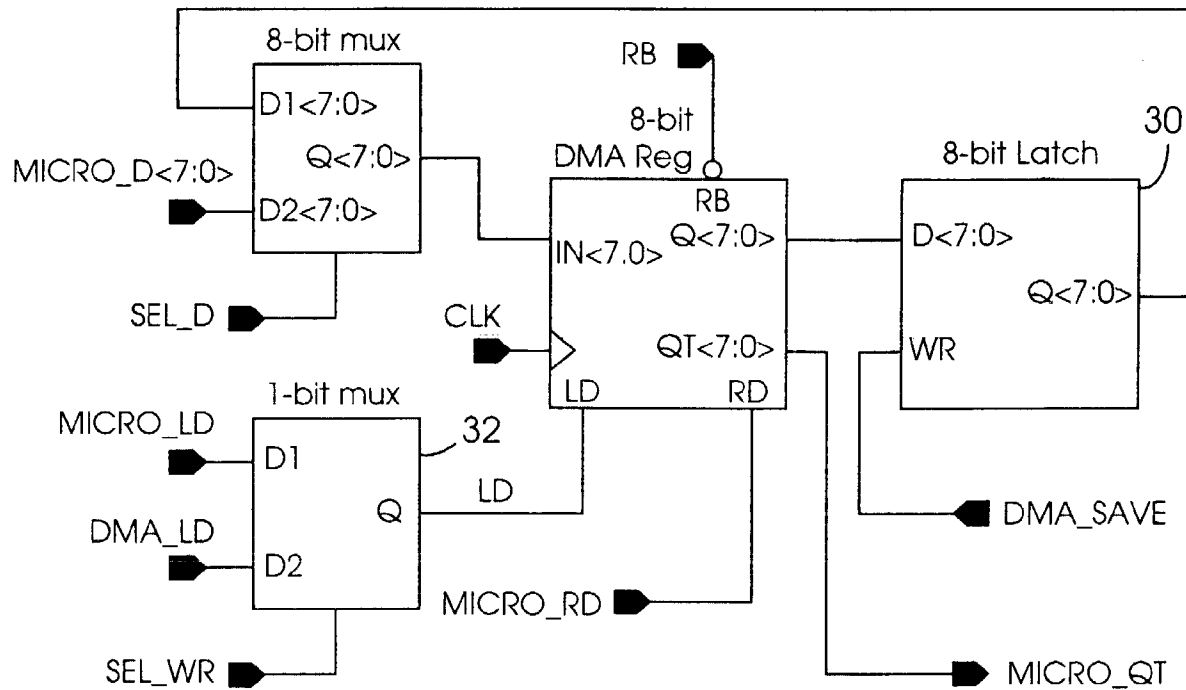 8-bit mux
D1<7:0>
Q<7:0>
MICRO_D<7:0>
D2<7:0>
SEL_D
RB
8-bit
DMA Reg
RB
IN<7.0>
Q<7:0>
CLK
QT<7:0>
LD
RD
8-bit Latch
30
D<7:0>
Q<7:0>
WR
1-bit mux
MICRO_LD
32
D1
Q
LD
DMA_LD
D2
DMA_SAVE
MICRO_RD
SEL_WR
MICRO_QT